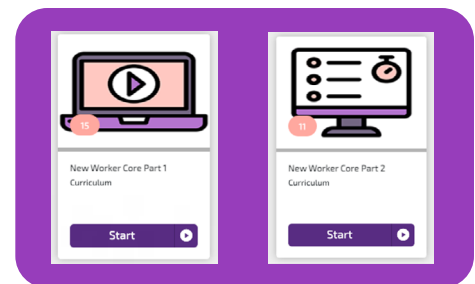 15
New Worker Core Part 1
Curriculum
Start
11
New Worker Core Part 2
Curriculum
Start